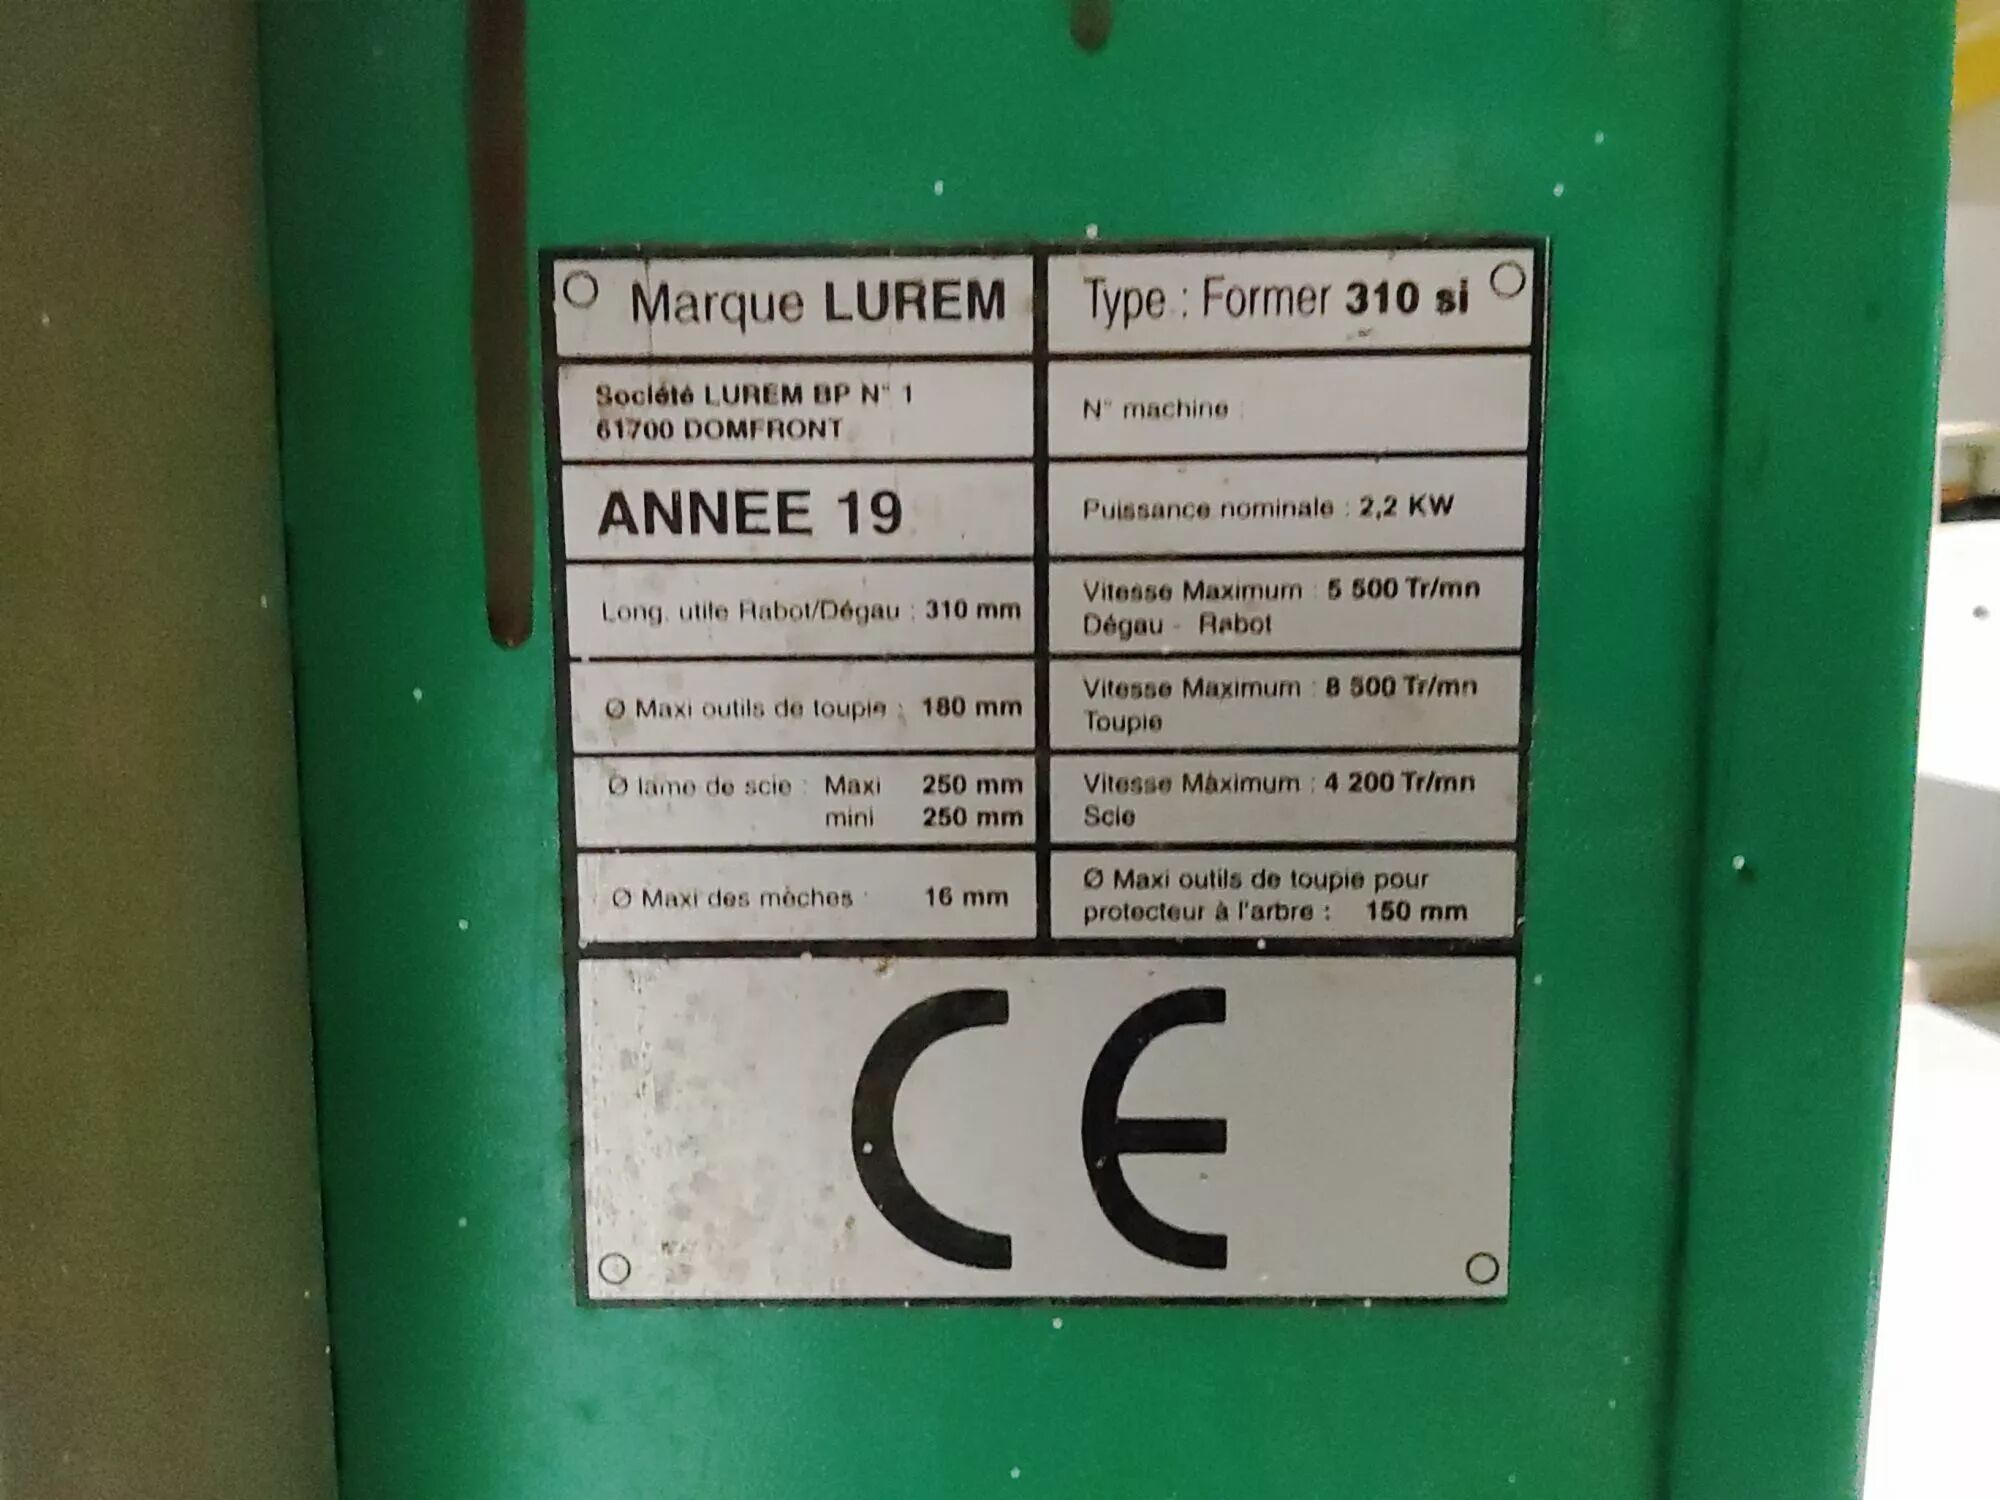 Marque LUREM
Type : Former 310 si
Société LUREM BP N° 1
61700 DOMFRONT
N° machine :
ANNEE 19
Puissance nominale : 2,2 KW
Long. utile Rabot/Dégau : 310 mm
Vitesse Maximum : 5 500 Tr/mn
Dégau - Rabot
Ø Maxi outils de toupie : 180 mm
Vitesse Maximum : 8 500 Tr/mn
Toupie
Ø lame de scie : Maxi 250 mm
mini 250 mm
Vitesse Maximum : 4 200 Tr/mn
Scie
Ø Maxi des mèches : 16 mm
Ø Maxi outils de toupie pour
protecteur à l'arbre : 150 mm
CE